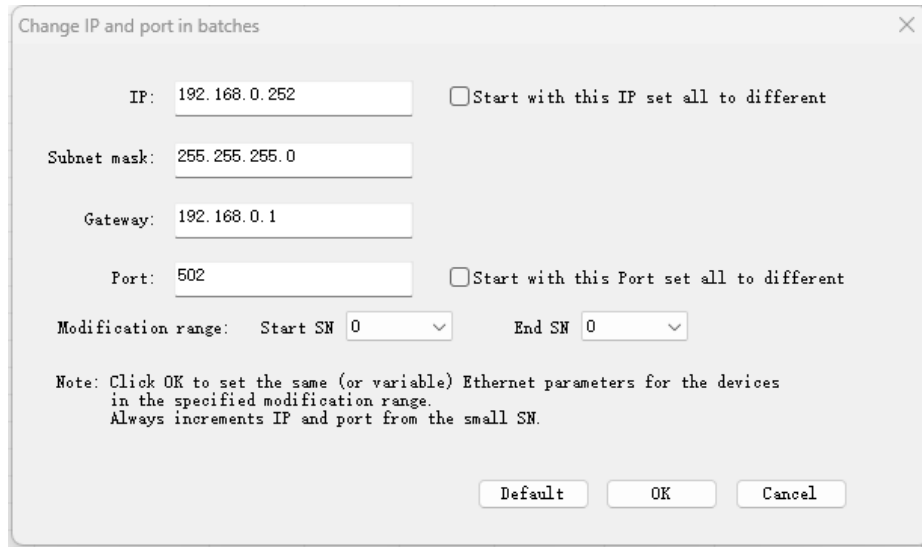 Change IP and port in batches
IP: 192.168.0.252 Start with this IP set all to different
Subnet mask: 255.255.255.0
Gateway: 192.168.0.1
Port: 502 Start with this Port set all to different
Modification range: Start SN 0 End SN 0
Note: Click OK to set the same (or variable) Ethernet parameters for the devices
in the specified modification range.
Always increments IP and port from the small SN.
Default OK Cancel